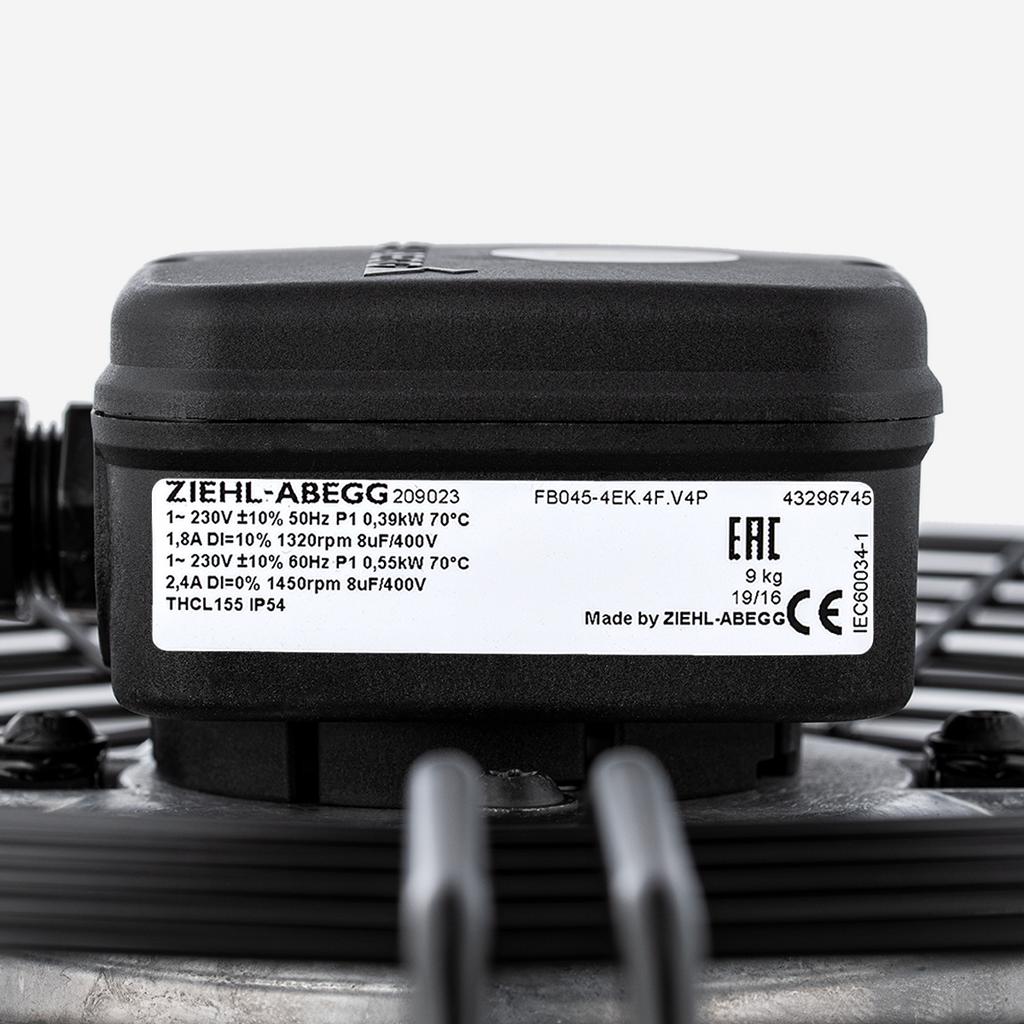 ZIEHL-ABEGG 209023 FB045-4EK.4F.V4P 43296745
1~ 230V ±10% 50Hz P1 0,39kW 70°C
1,8A DI=10% 1320rpm 8uF/400V
1~ 230V ±10% 60Hz P1 0,55kW 70°C
2,4A DI=0% 1450rpm 8uF/400V
THCL155 IP54
EAC
9 kg
19/16
Made by ZIEHL-ABEGG CE
IEC60034-1